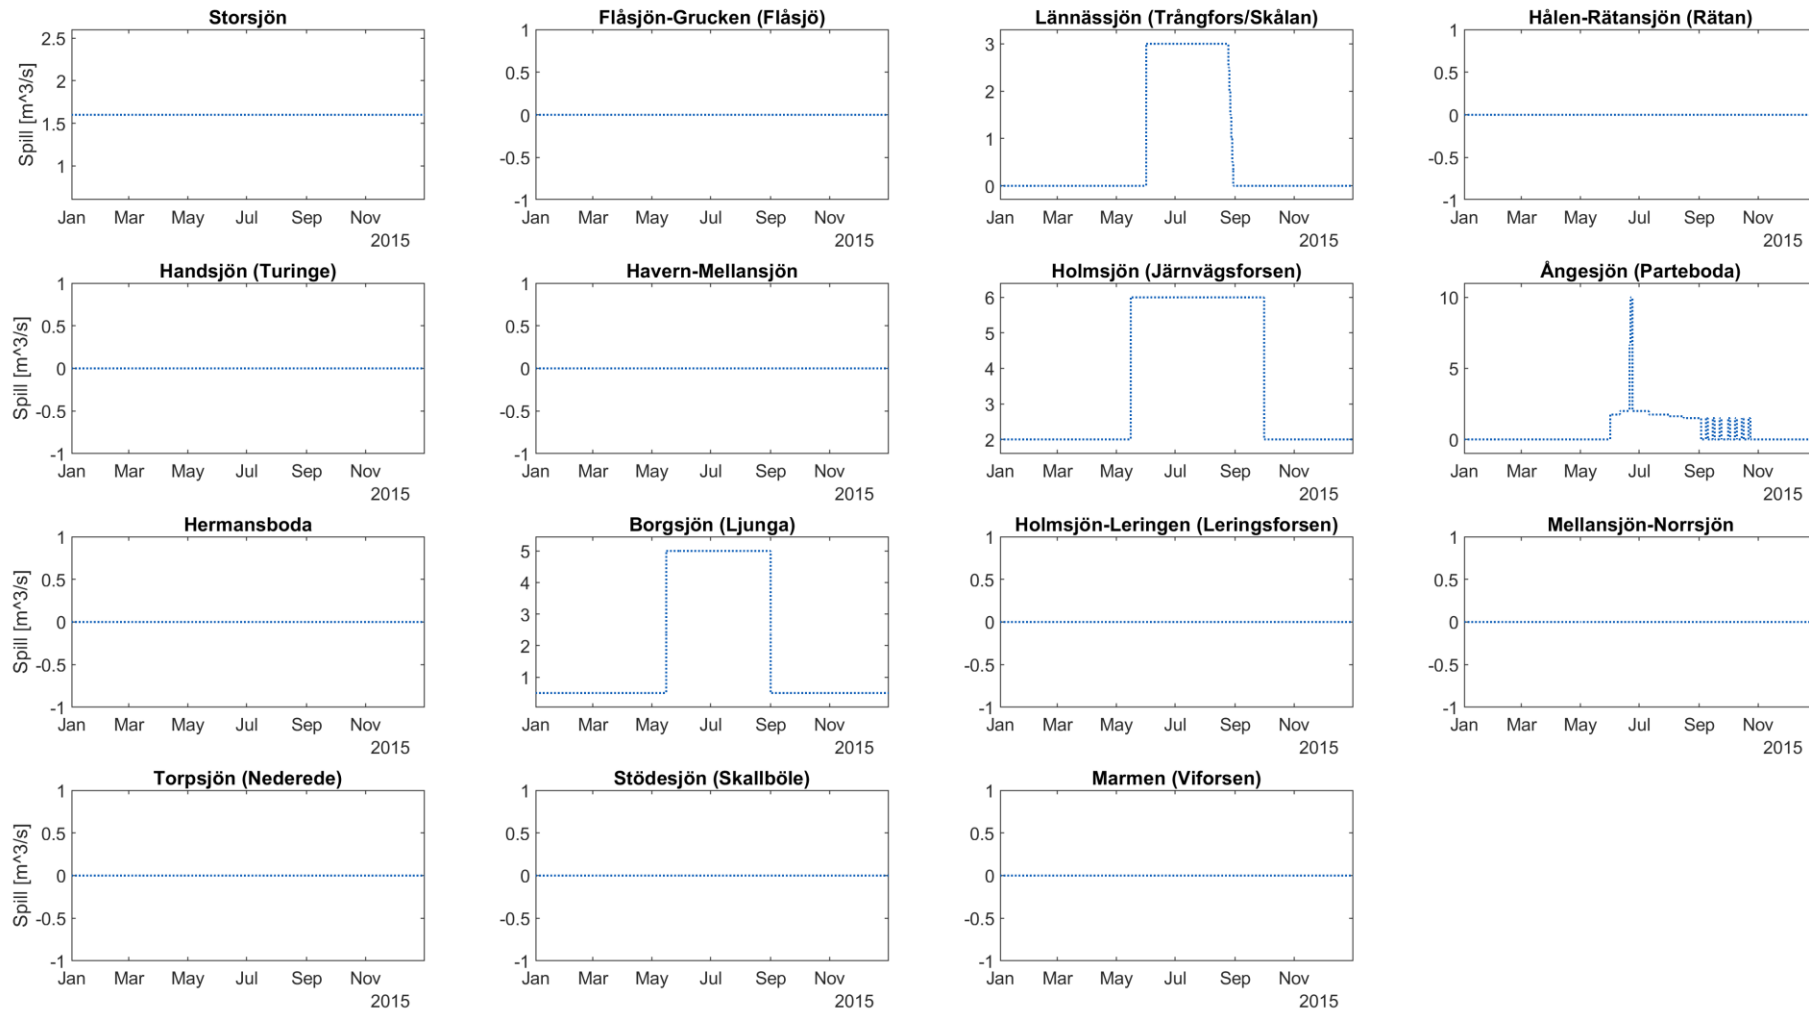 Storsjön
Flåsjön-Grucken (Flåsjö)
Lännässjön (Trångfors/Skålan)
Hålen-Rätansjön (Rätan)
Spill [m^3/s]
2.5
2
1.5
1
Jan Mar May Jul Sep Nov
2015
1
0.5
0
-0.5
-1
Jan Mar May Jul Sep Nov
2015
3
2
1
0
Jan Mar May Jul Sep Nov
2015
1
0.5
0
-0.5
-1
Jan Mar May Jul Sep Nov
2015
Handsjön (Turinge)
Havern-Mellansjön
Holmsjön (Järnvägsforsen)
Ångesjön (Parteboda)
Spill [m^3/s]
1
0.5
0
-0.5
-1
Jan Mar May Jul Sep Nov
2015
1
0.5
0
-0.5
-1
Jan Mar May Jul Sep Nov
2015
6
5
4
3
2
Jan Mar May Jul Sep Nov
2015
10
5
0
Jan Mar May Jul Sep Nov
2015
Hermansboda
Borgsjön (Ljunga)
Holmsjön-Leringen (Leringsforsen)
Mellansjön-Norrsjön
Spill [m^3/s]
1
0.5
0
-0.5
-1
Jan Mar May Jul Sep Nov
2015
5
4
3
2
1
Jan Mar May Jul Sep Nov
2015
1
0.5
0
-0.5
-1
Jan Mar May Jul Sep Nov
2015
1
0.5
0
-0.5
-1
Jan Mar May Jul Sep Nov
2015
Torpsjön (Nederede)
Stödesjön (Skallböle)
Marmen (Viforsen)
Spill [m^3/s]
1
0.5
0
-0.5
-1
Jan Mar May Jul Sep Nov
2015
1
0.5
0
-0.5
-1
Jan Mar May Jul Sep Nov
2015
1
0.5
0
-0.5
-1
Jan Mar May Jul Sep Nov
2015